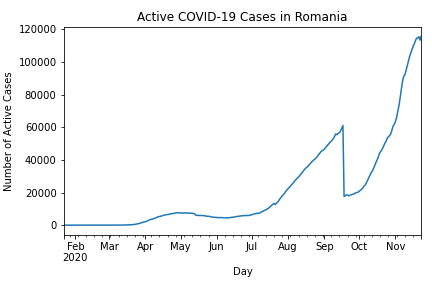 Active COVID-19 Cases in Romania
Number of Active Cases
120000
100000
80000
60000
40000
20000
0
Feb Mar Apr May Jun Jul Aug Sep Oct Nov
2020
Day